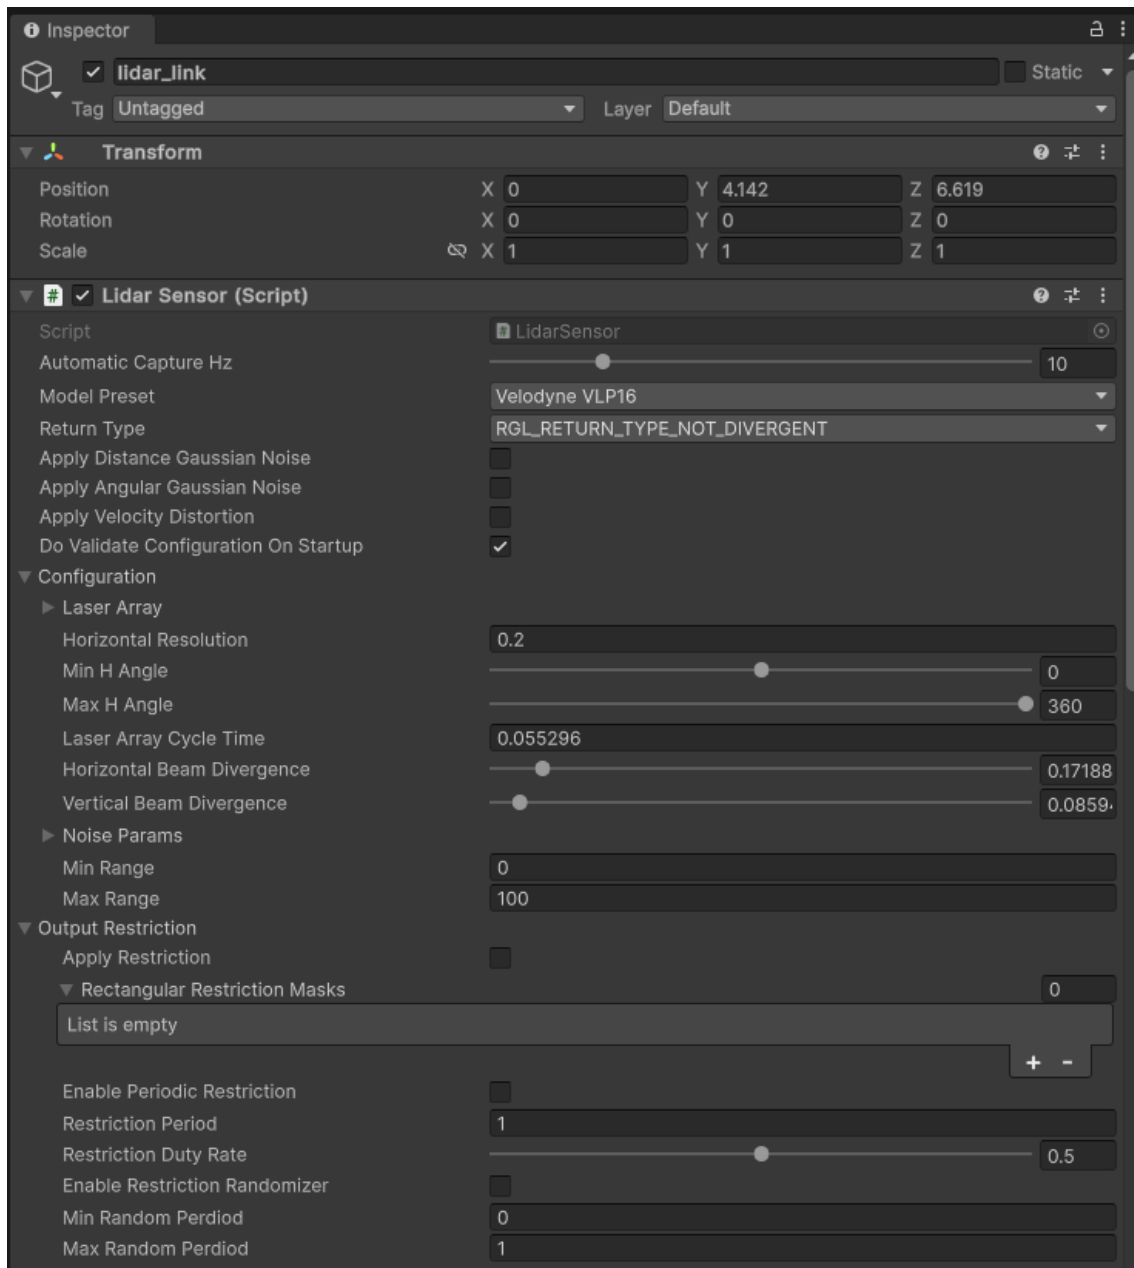 Inspector
lidar_link Static
Tag Untagged Layer Default
Transform
Position X 0 Y 4.142 Z 6.619
Rotation X 0 Y 0 Z 0
Scale X 1 Y 1 Z 1
# Lidar Sensor (Script)
Script # LidarSensor
Automatic Capture Hz 10
Model Preset Velodyne VLP16
Return Type RGL_RETURN_TYPE_NOT_DIVERGENT
Apply Distance Gaussian Noise
Apply Angular Gaussian Noise
Apply Velocity Distortion
Do Validate Configuration On Startup
Configuration
Laser Array
Horizontal Resolution 0.2
Min H Angle 0
Max H Angle 360
Laser Array Cycle Time 0.055296
Horizontal Beam Divergence 0.17188
Vertical Beam Divergence 0.0859
Noise Params
Min Range 0
Max Range 100
Output Restriction
Apply Restriction
Rectangular Restriction Masks 0
List is empty
+ -
Enable Periodic Restriction
Restriction Period 1
Restriction Duty Rate 0.5
Enable Restriction Randomizer
Min Random Perdiod 0
Max Random Perdiod 1